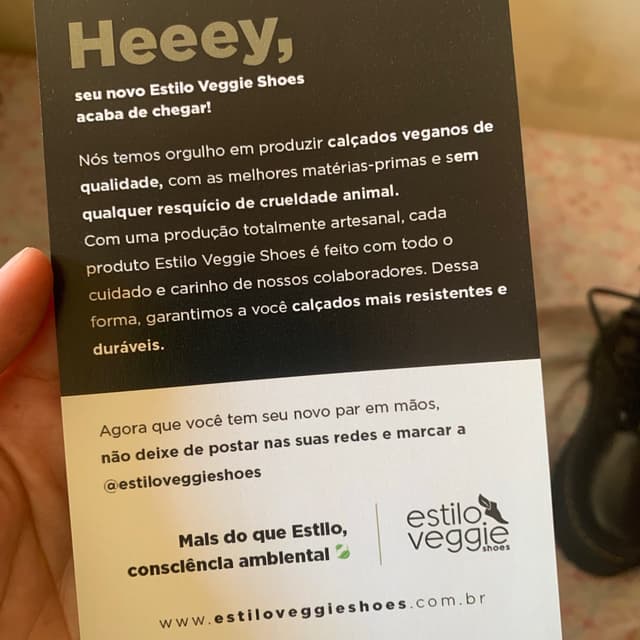 Heeey,
seu novo Estilo Veggie Shoes
acaba de chegar!
Nós temos orgulho em produzir calçados veganos de
qualidade, com as melhores matérias-primas e sem
qualquer resquício de crueldade animal.
Com uma produção totalmente artesanal, cada
produto Estilo Veggie Shoes é feito com todo o
cuidado e carinho de nossos colaboradores. Dessa
forma, garantimos a você calçados mais resistentes e
duráveis.
Agora que você tem seu novo par em mãos,
não deixe de postar nas suas redes e marcar a
@estiloveggieshoes
Mais do que Estilo,
consciência ambiental
estilo
veggie
shoes
www.estiloveggieshoes.com.br